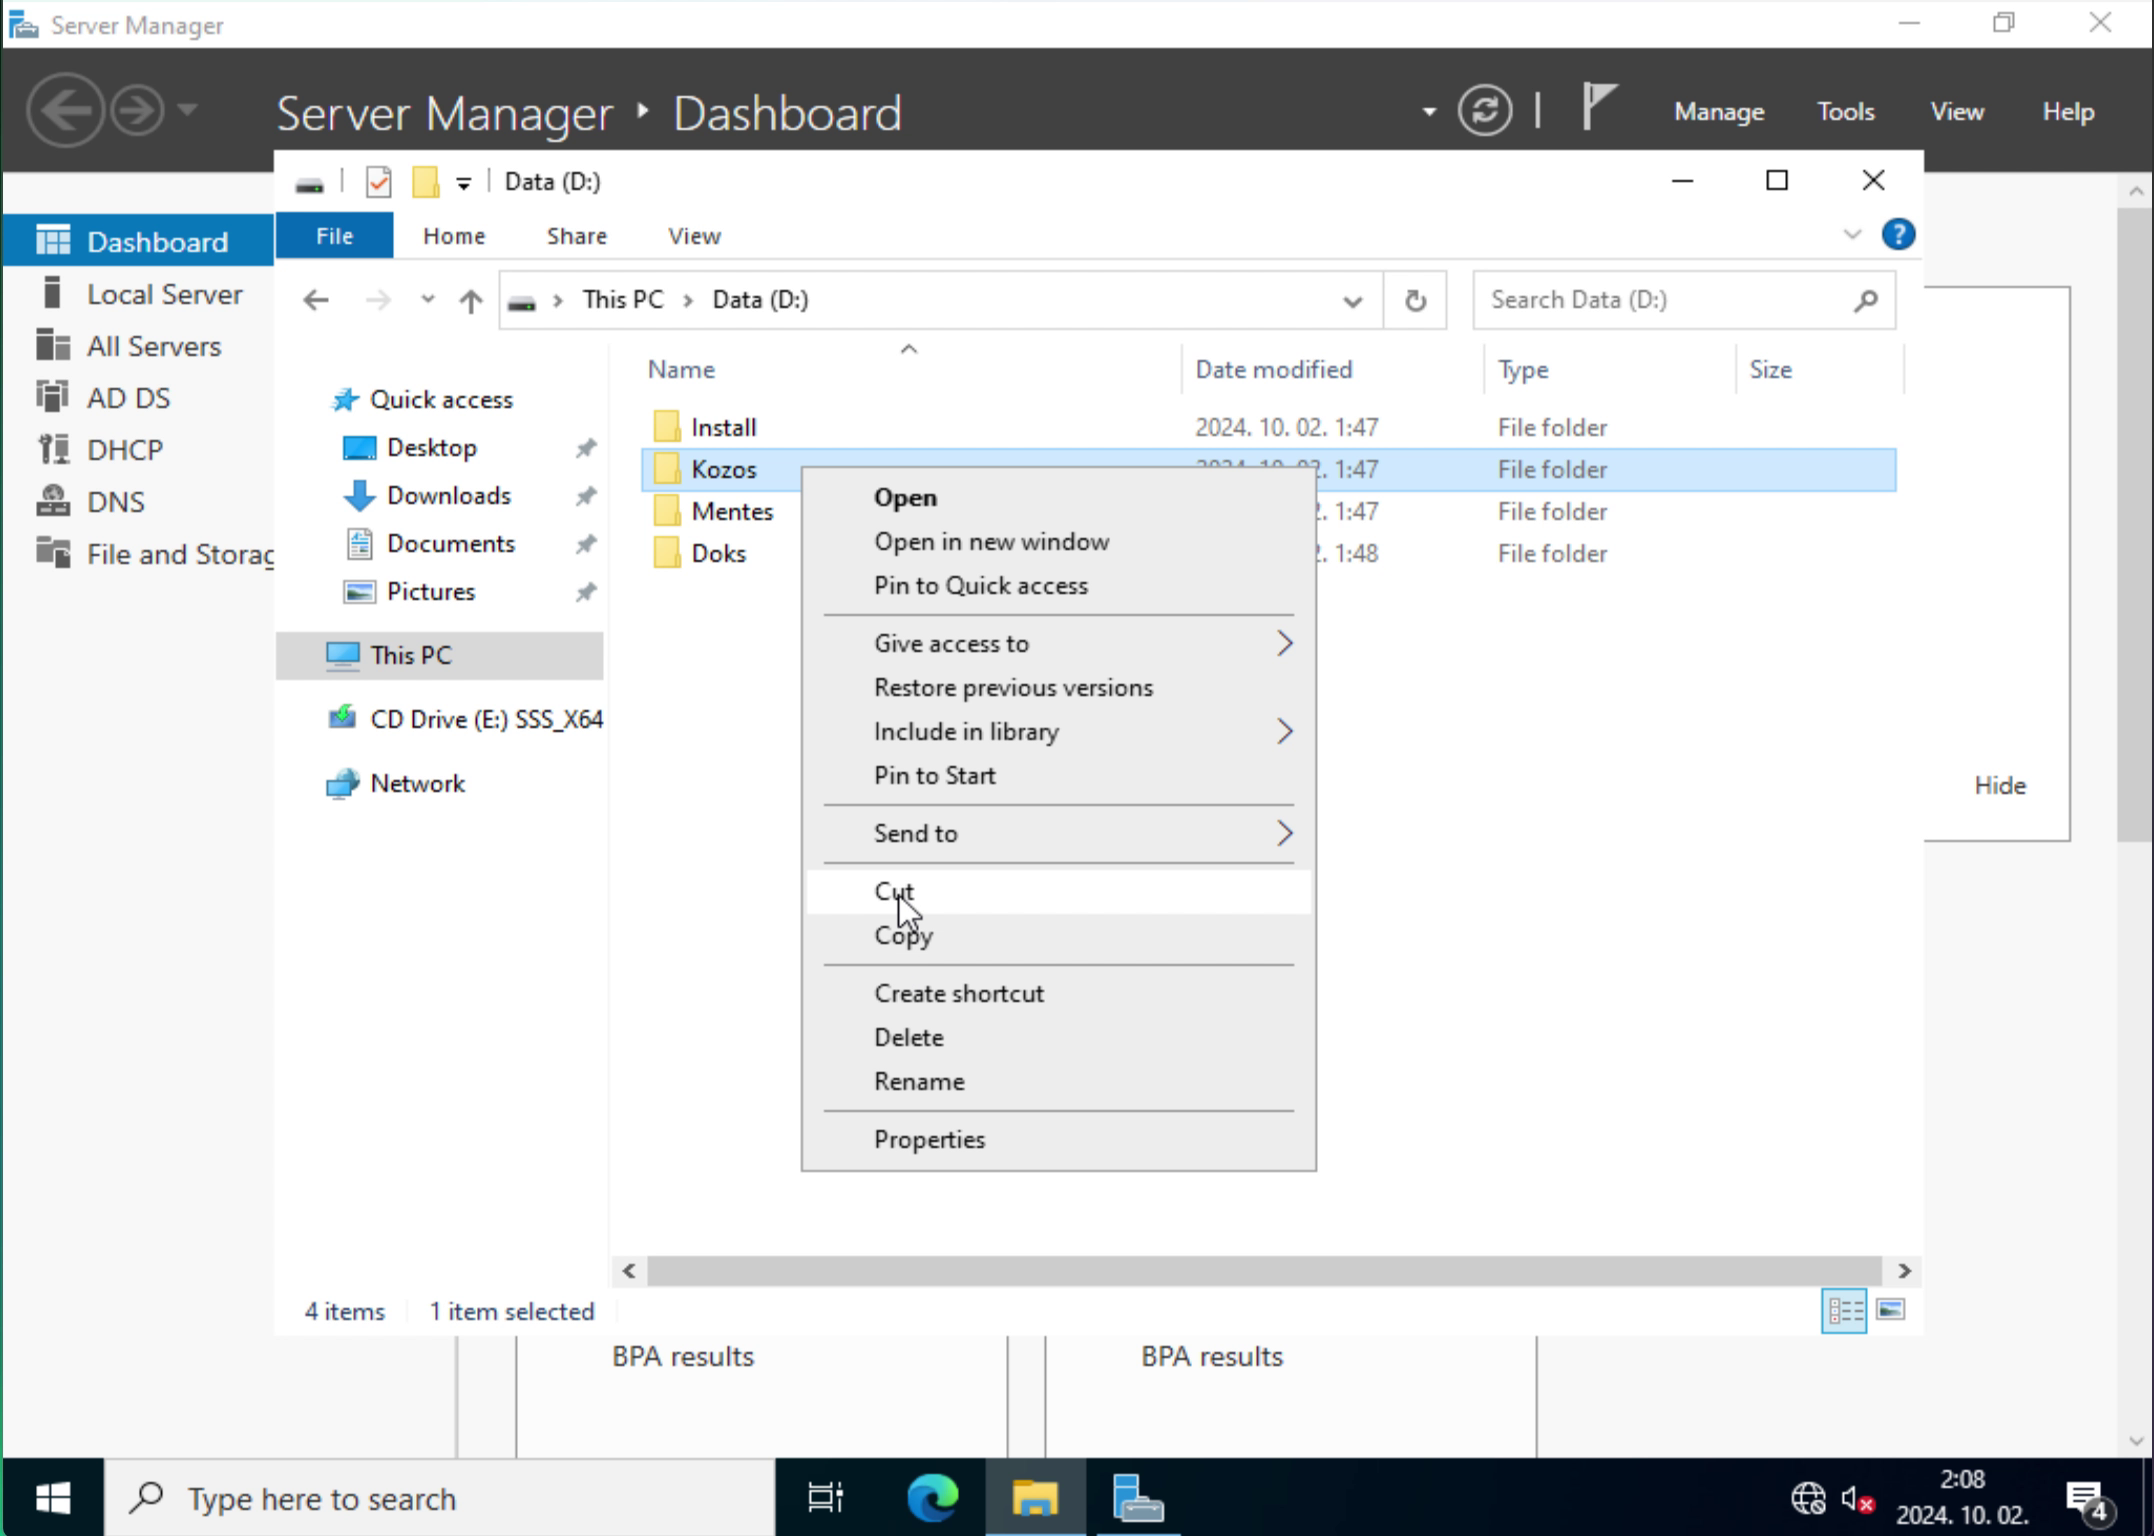 Server Manager
Server Manager Dashboard
Manage Tools View Help
Data (D:)
File Home Share View
This PC Data (D:)
Search Data (D:)
Dashboard
Local Server
All Servers
AD DS
DHCP
DNS
File and Storag
Quick access
Desktop
Downloads
Documents
Pictures
This PC
CD Drive (E:) SSS_X64
Network
Name Date modified Type Size
Install 2024. 10. 02. 1:47 File folder
Kozos 2024. 10. 02. 1:47 File folder
Mentes 2. 1:47 File folder
Doks 2. 1:48 File folder
Open
Open in new window
Pin to Quick access
Give access to
Restore previous versions
Include in library
Pin to Start
Send to
Cut
Copy
Create shortcut
Delete
Rename
Properties
Hide
4 items 1 item selected
BPA results BPA results
Type here to search
2:08
2024. 10. 02.
4